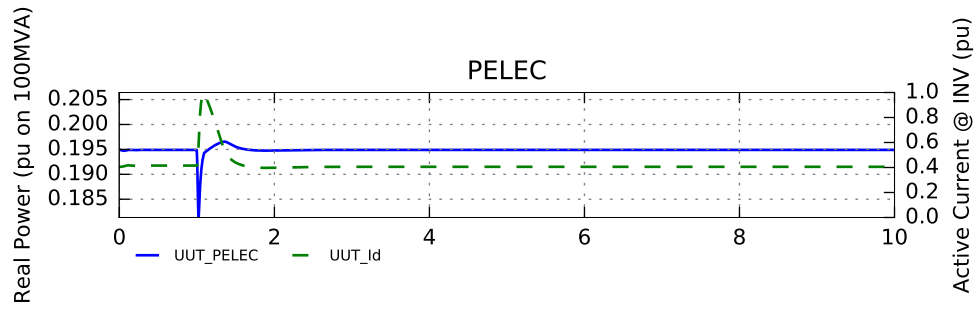 PELEC
Real Power (pu on 100MVA)
0.205
0.200
0.195
0.190
0.185
1.0
0.8
0.6
0.4
0.2
0.0
Active Current @ INV (pu)
0 2 4 6 8 10
UUT_PELEC UUT_Id